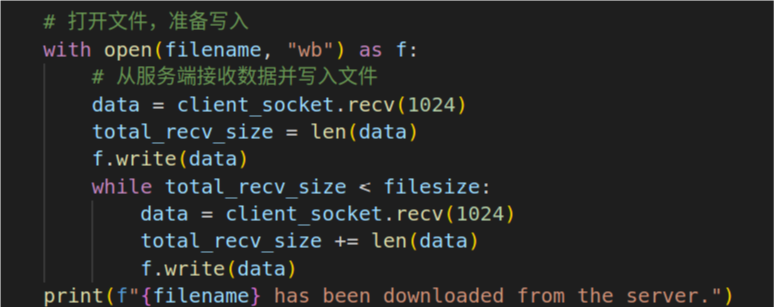 # 打开文件，准备写入
with open(filename, "wb") as f:
# 从服务端接收数据并写入文件
data = client_socket.recv(1024)
total_recv_size = len(data)
f.write(data)
while total_recv_size < filesize:
data = client_socket.recv(1024)
total_recv_size += len(data)
f.write(data)
print(f"{filename} has been downloaded from the server.")